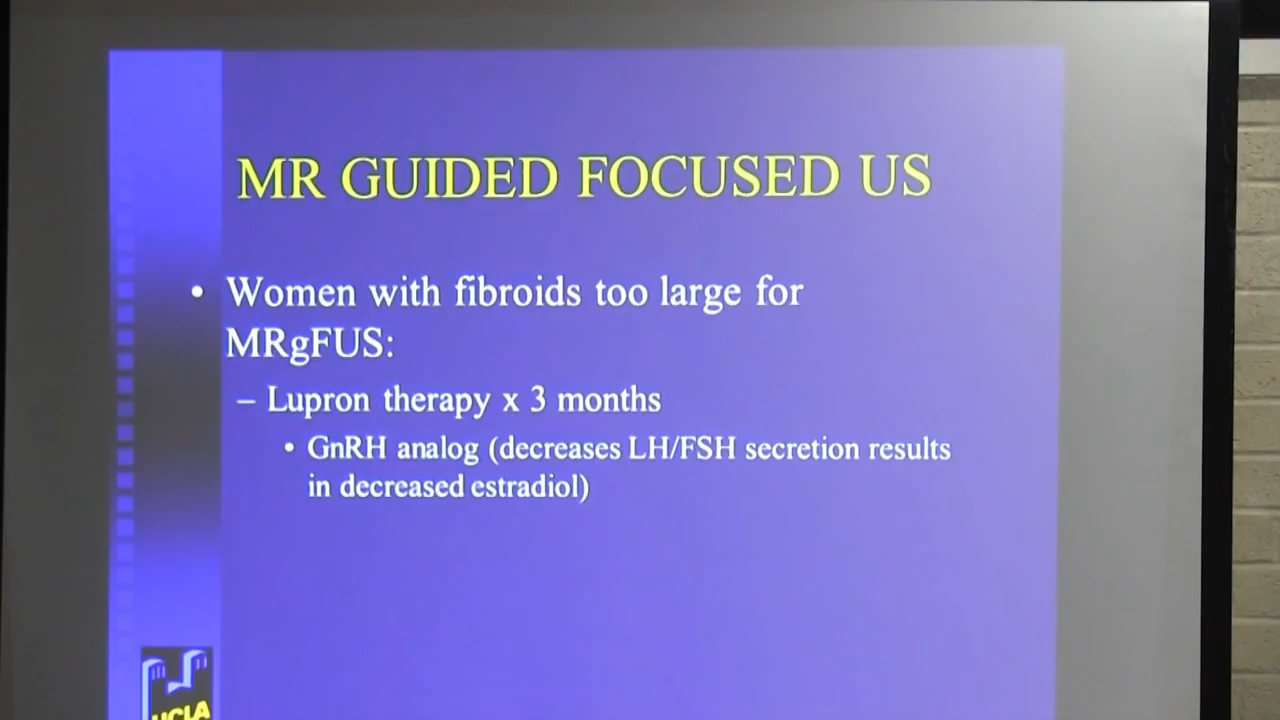 MR GUIDED FOCUSED US
• Women with fibroids too large for
MRgFUS:
– Lupron therapy x 3 months
• GnRH analog (decreases LH/FSH secretion results
in decreased estradiol)
UCLA